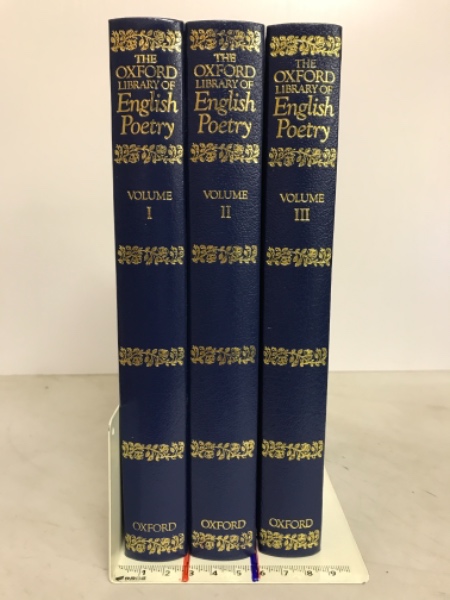 THE
OXFORD
LIBRARY OF
English
Poetry
VOLUME
I
OXFORD
THE
OXFORD
LIBRARY OF
English
Poetry
VOLUME
II
OXFORD
THE
OXFORD
LIBRARY OF
English
Poetry
VOLUME
III
OXFORD
1 2 3 4 5 6 7 8 9